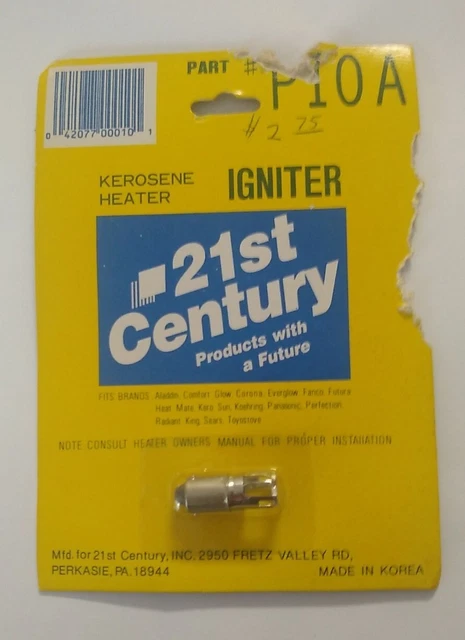 PART # P10A
# 2 75
0 42077 00010 1
KEROSENE HEATER IGNITER
21st
Century
Products with
a Future
FITS BRANDS: Aladdin, Comfort Glow, Corona, Everglow, Fanco, Futura
Heat Mate, Kero Sun, Koehring, Panasonic, Perfection,
Radiant King, Sears, Toyostove
NOTE CONSULT HEATER OWNERS MANUAL FOR PROPER INSTALLATION
Mfd. for 21st Century, INC. 2950 FRETZ VALLEY RD,
PERKASIE, PA. 18944
MADE IN KOREA